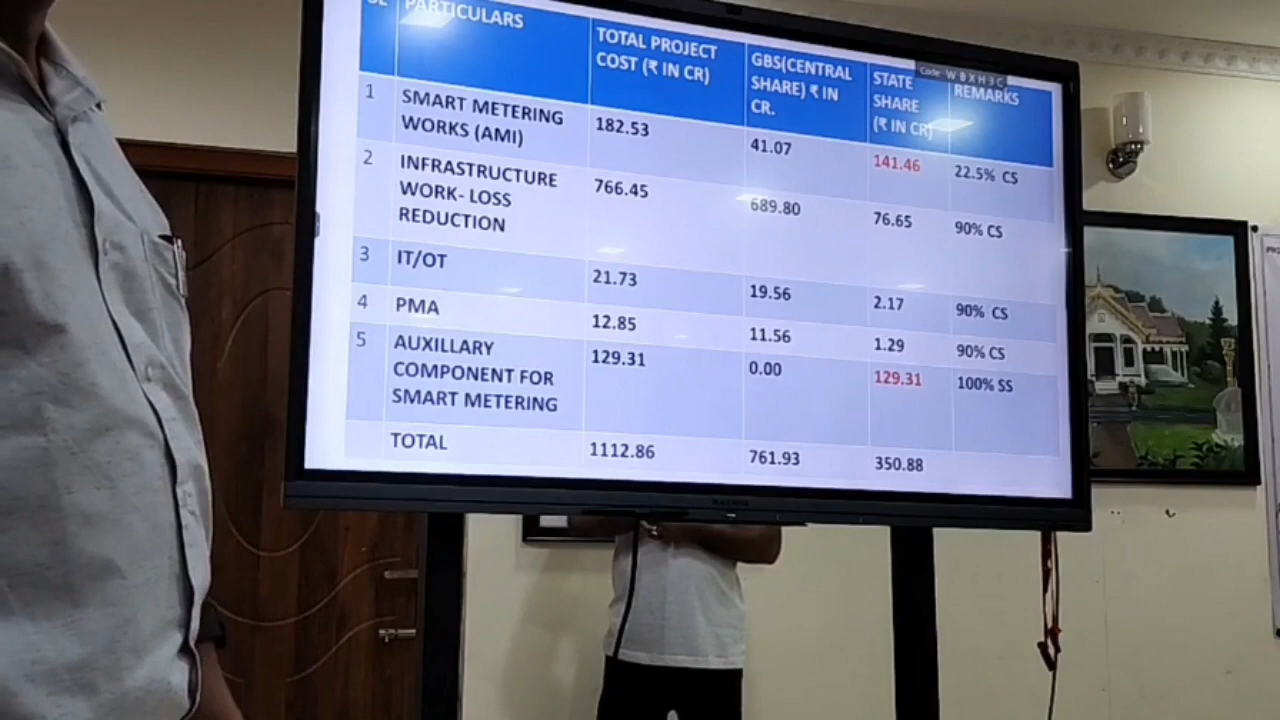 SL PARTICULARS TOTAL PROJECT COST (₹ IN CR) GBS(CENTRAL SHARE) ₹ IN CR. STATE SHARE (₹ IN CR) REMARKS
Code: W B X H 3 C
1 SMART METERING WORKS (AMI) 182.53 41.07 141.46 22.5% CS
2 INFRASTRUCTURE WORK- LOSS REDUCTION 766.45 689.80 76.65 90% CS
3 IT/OT 21.73 19.56 2.17 90% CS
4 PMA 12.85 11.56 1.29 90% CS
5 AUXILLARY COMPONENT FOR SMART METERING 129.31 0.00 129.31 100% SS
TOTAL 1112.86 761.93 350.88